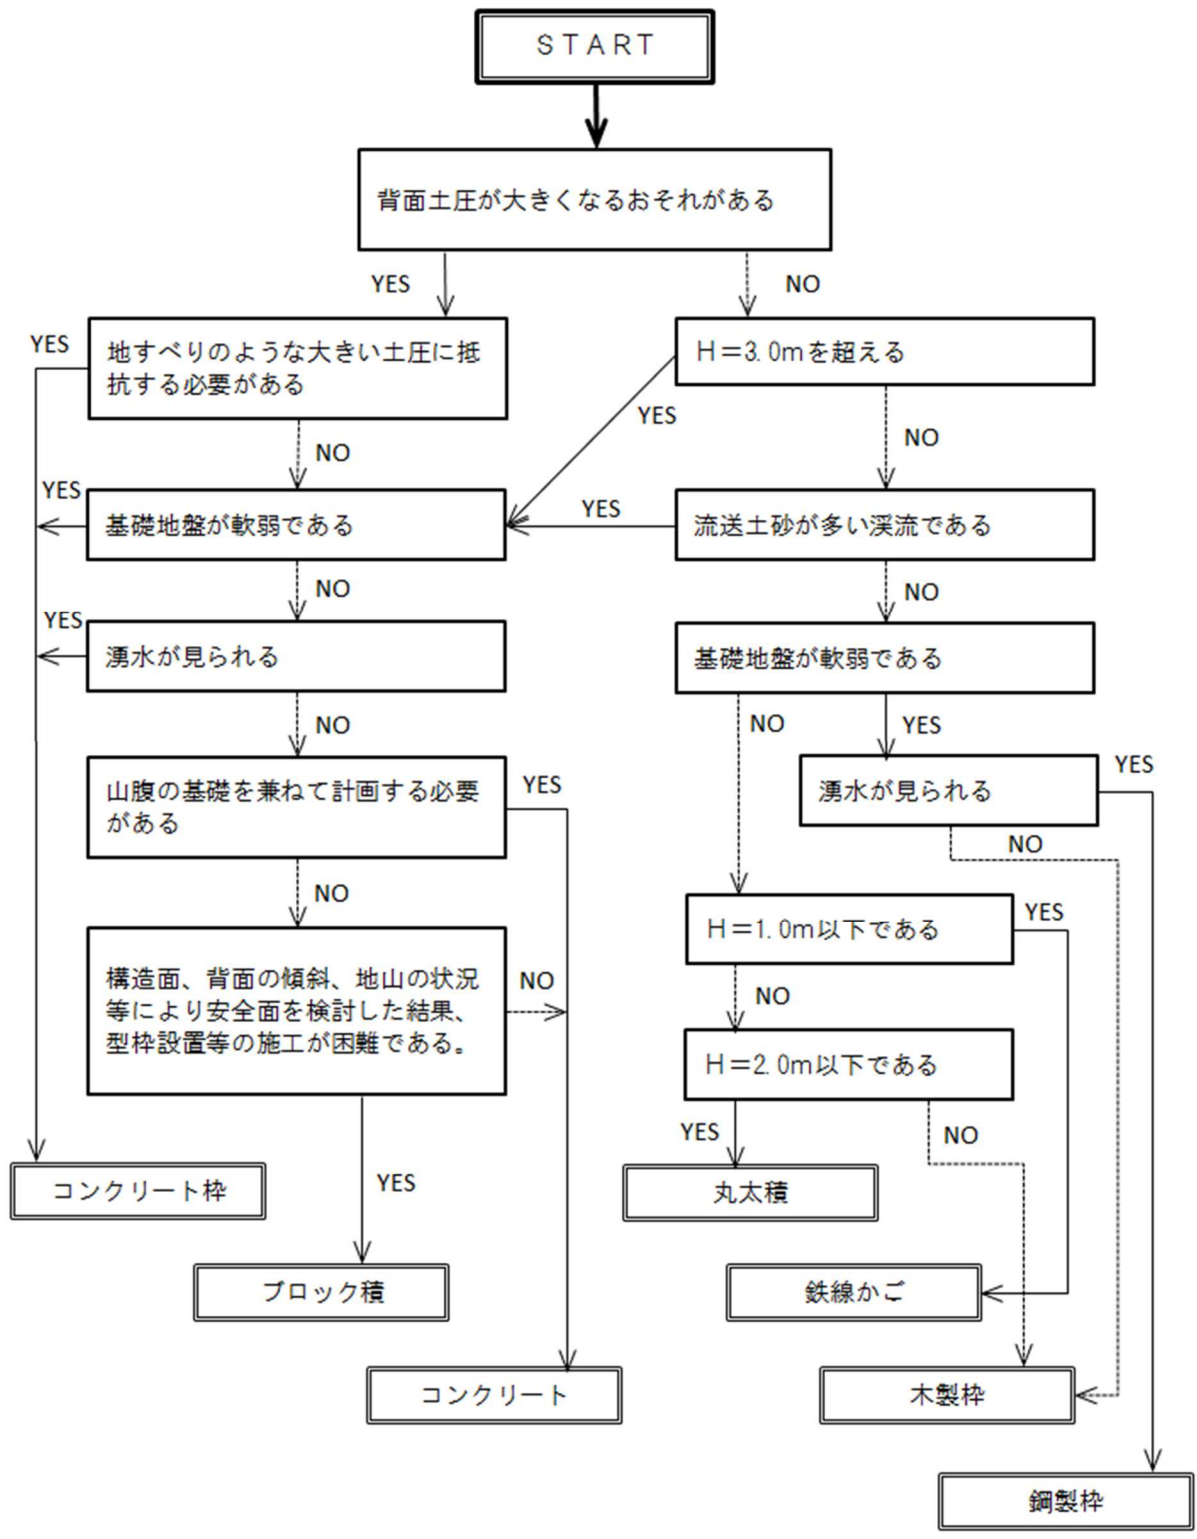 START
背面土圧が大きくなるおそれがある
YES
NO
YES
地すべりのような大きい土圧に抵
抗する必要がある
H=3.0mを超える
YES
NO
NO
YES
基礎地盤が軟弱である
YES
流送土砂が多い渓流である
NO
NO
YES
湧水が見られる
基礎地盤が軟弱である
NO
NO
YES
山腹の基礎を兼ねて計画する必要
がある
YES
湧水が見られる
YES
NO
NO
H=1.0m以下である
YES
構造面、背面の傾斜、地山の状況
等により安全面を検討した結果、
型枠設置等の施工が困難である。
NO
NO
H=2.0m以下である
YES
NO
コンクリート枠
YES
丸太積
ブロック積
鉄線かご
コンクリート
木製枠
鋼製枠